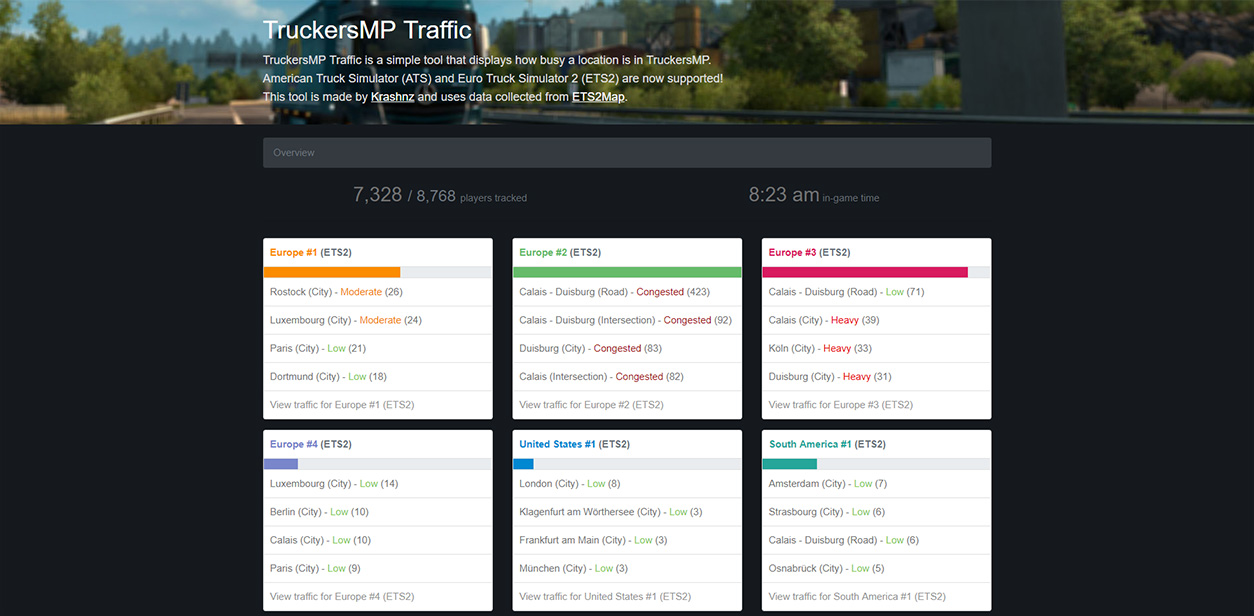 TruckersMP Traffic
TruckersMP Traffic is a simple tool that displays how busy a location is in TruckersMP.
American Truck Simulator (ATS) and Euro Truck Simulator 2 (ETS2) are now supported!
This tool is made by Krashnz and uses data collected from ETS2Map.
Overview
7,328 / 8,768 players tracked
8:23 am in-game time
Europe #1 (ETS2)
Rostock (City) - Moderate (26)
Luxembourg (City) - Moderate (24)
Paris (City) - Low (21)
Dortmund (City) - Low (18)
View traffic for Europe #1 (ETS2)
Europe #2 (ETS2)
Calais - Duisburg (Road) - Congested (423)
Calais - Duisburg (Intersection) - Congested (92)
Duisburg (City) - Congested (83)
Calais (Intersection) - Congested (82)
View traffic for Europe #2 (ETS2)
Europe #3 (ETS2)
Calais - Duisburg (Road) - Low (71)
Calais (City) - Heavy (39)
Köln (City) - Heavy (33)
Duisburg (City) - Heavy (31)
View traffic for Europe #3 (ETS2)
Europe #4 (ETS2)
Luxembourg (City) - Low (14)
Berlin (City) - Low (10)
Calais (City) - Low (10)
Paris (City) - Low (9)
View traffic for Europe #4 (ETS2)
United States #1 (ETS2)
London (City) - Low (8)
Klagenfurt am Wörthersee (City) - Low (3)
Frankfurt am Main (City) - Low (3)
München (City) - Low (3)
View traffic for United States #1 (ETS2)
South America #1 (ETS2)
Amsterdam (City) - Low (7)
Strasbourg (City) - Low (6)
Calais - Duisburg (Road) - Low (6)
Osnabrück (City) - Low (5)
View traffic for South America #1 (ETS2)